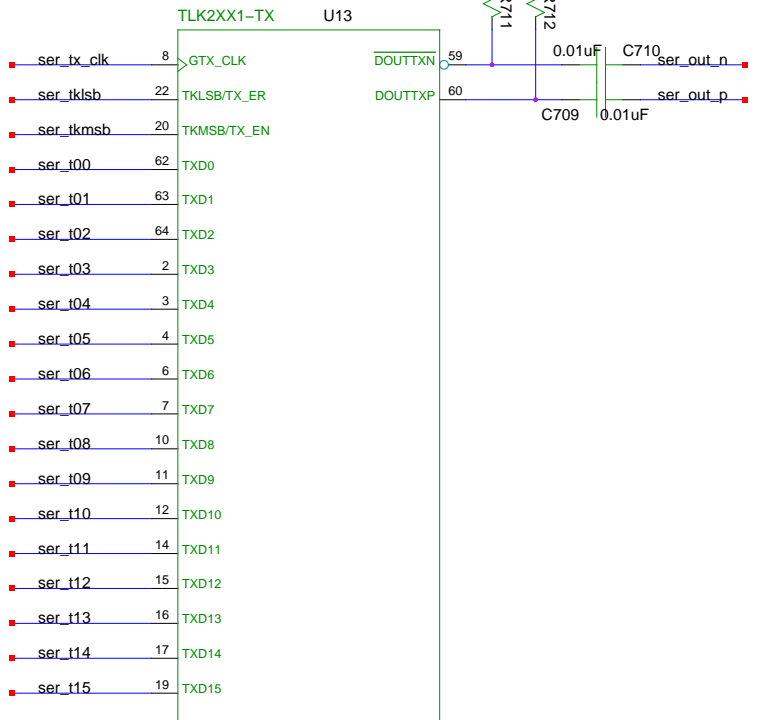 TLK2XX1-TX U13
R711 R712
ser_tx_clk 8 GTX_CLK DOUTTXN 59 0.01uF C710 ser_out_n
ser_tklsb 22 TKLSB/TX_ER DOUTTXP 60 C709 0.01uF ser_out_p
ser_tkmsb 20 TKMSB/TX_EN
ser_t00 62 TXD0
ser_t01 63 TXD1
ser_t02 64 TXD2
ser_t03 2 TXD3
ser_t04 3 TXD4
ser_t05 4 TXD5
ser_t06 6 TXD6
ser_t07 7 TXD7
ser_t08 10 TXD8
ser_t09 11 TXD9
ser_t10 12 TXD10
ser_t11 14 TXD11
ser_t12 15 TXD12
ser_t13 16 TXD13
ser_t14 17 TXD14
ser_t15 19 TXD15